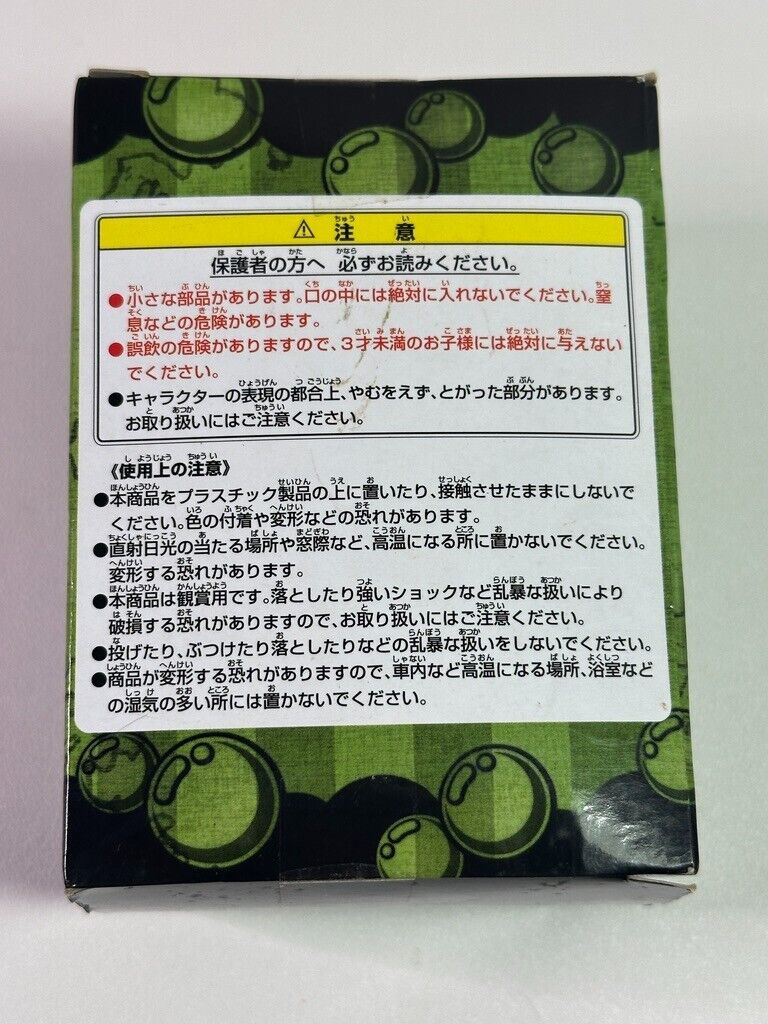 ⚠ 注意
保護者の方へ 必ずお読みください。
●小さな部品があります。口の中には絶対に入れないでください。窒
息などの危険があります。
●誤飲の危険がありますので、3才未満のお子様には絶対に与えない
でください。
●キャラクターの表現の都合上、やむをえず、とがった部分があります。
お取り扱いにはご注意ください。
《使用上の注意》
●本商品をプラスチック製品の上に置いたり、接触させたままにしないで
ください。色の付着や変形などの恐れがあります。
●直射日光の当たる場所や窓際など、高温になる所に置かないでください。
変形する恐れがあります。
●本商品は観賞用です。落としたり強いショックなど乱暴な扱いにより
破損する恐れがありますので、お取り扱いにはご注意ください。
●投げたり、ぶつけたり落としたりなどの乱暴な扱いをしないでください。
●商品が変形する恐れがありますので、車内など高温になる場所、浴室など
の湿気の多い所には置かないでください。